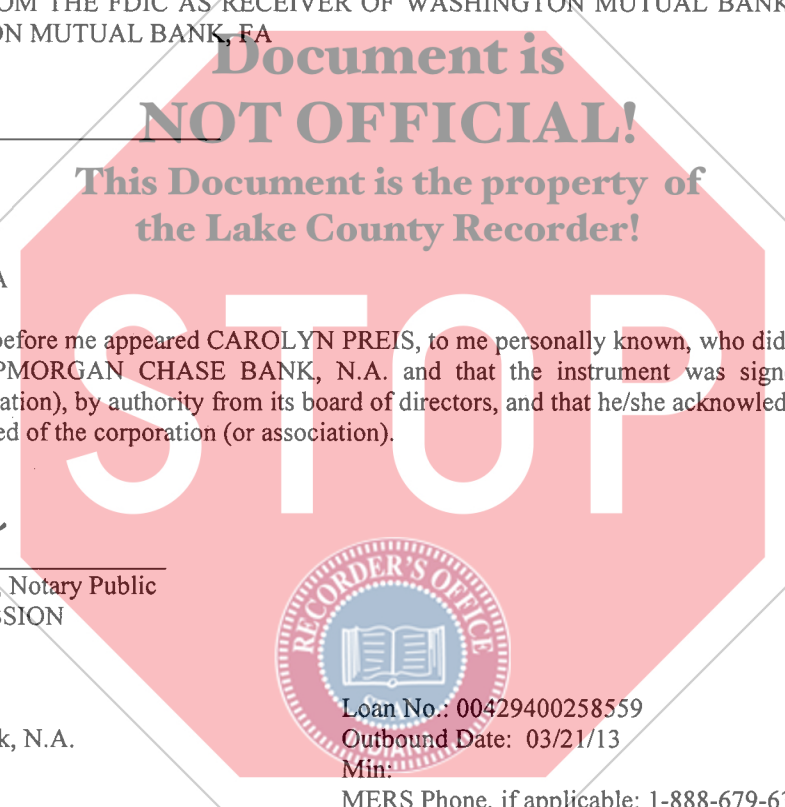 OM THE FDIC AS RECEIVER OF WASHINGTON MUTUAL BANK
ON MUTUAL BANK, FA
Document is
NOT OFFICIAL!
This Document is the property of
the Lake County Recorder!
A
before me appeared CAROLYN PREIS, to me personally known, who did
PMORGAN CHASE BANK, N.A. and that the instrument was sign
ation), by authority from its board of directors, and that he/she acknowled
ed of the corporation (or association).
STOP
, Notary Public
SSION
RECORDER'S OFFICE
SEAL
INDIANA
Loan No.: 00429400258559
k, N.A.
Outbound Date: 03/21/13
Min:
MERS Phone, if applicable: 1-888-679-6